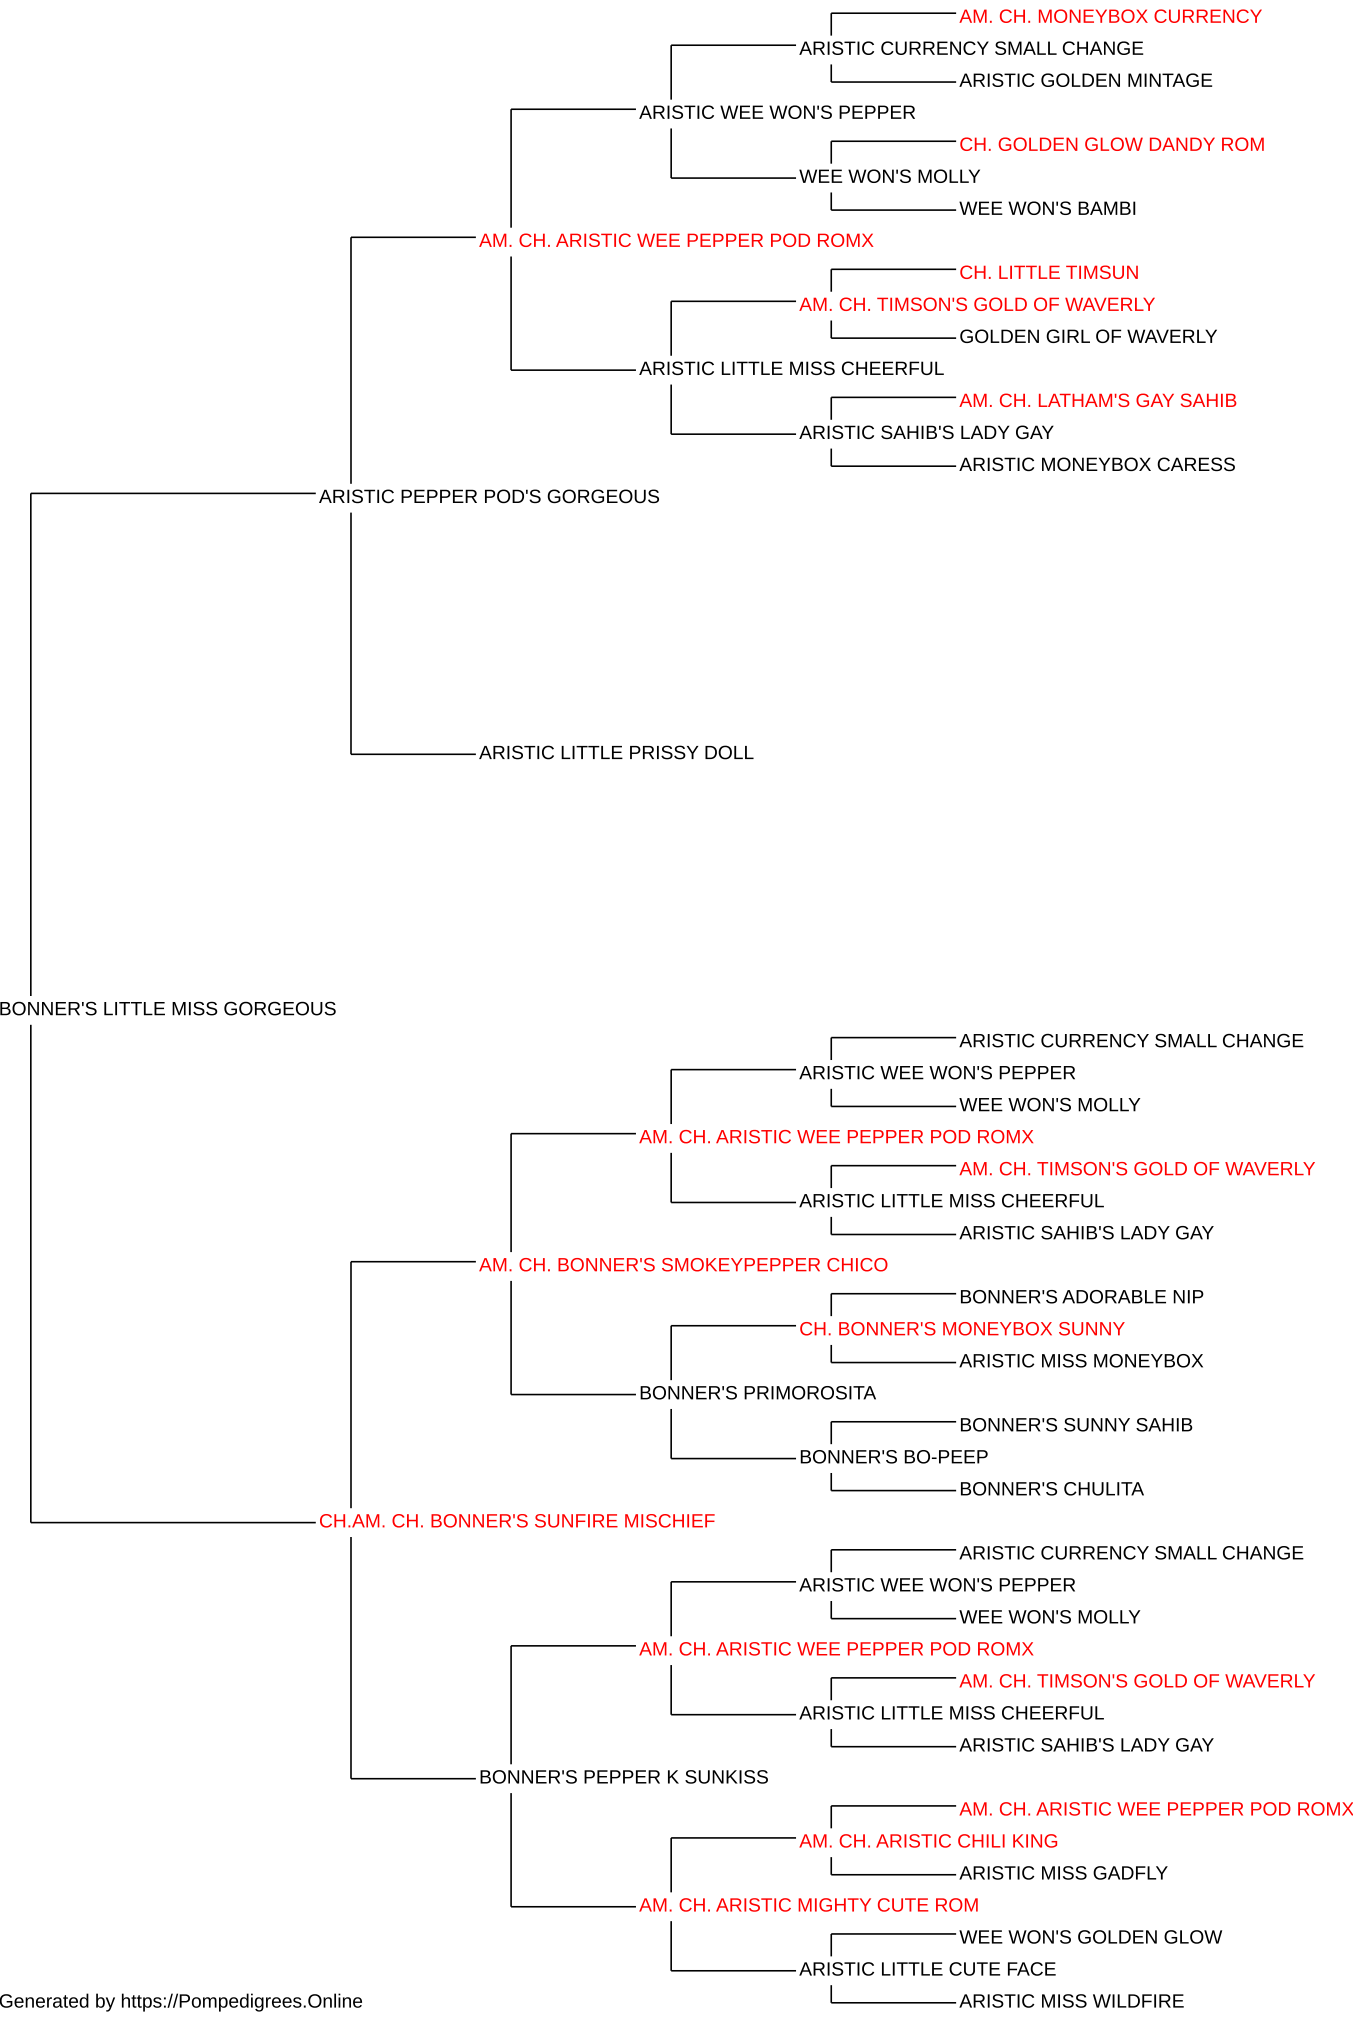 AM. CH. MONEYBOX CURRENCY
ARISTIC CURRENCY SMALL CHANGE
ARISTIC GOLDEN MINTAGE
ARISTIC WEE WON'S PEPPER
CH. GOLDEN GLOW DANDY ROM
WEE WON'S MOLLY
WEE WON'S BAMBI
AM. CH. ARISTIC WEE PEPPER POD ROMX
CH. LITTLE TIMSUN
AM. CH. TIMSON'S GOLD OF WAVERLY
GOLDEN GIRL OF WAVERLY
ARISTIC LITTLE MISS CHEERFUL
AM. CH. LATHAM'S GAY SAHIB
ARISTIC SAHIB'S LADY GAY
ARISTIC MONEYBOX CARESS
ARISTIC PEPPER POD'S GORGEOUS
ARISTIC LITTLE PRISSY DOLL
BONNER'S LITTLE MISS GORGEOUS
ARISTIC CURRENCY SMALL CHANGE
ARISTIC WEE WON'S PEPPER
WEE WON'S MOLLY
AM. CH. ARISTIC WEE PEPPER POD ROMX
AM. CH. TIMSON'S GOLD OF WAVERLY
ARISTIC LITTLE MISS CHEERFUL
ARISTIC SAHIB'S LADY GAY
AM. CH. BONNER'S SMOKEYPEPPER CHICO
BONNER'S ADORABLE NIP
CH. BONNER'S MONEYBOX SUNNY
ARISTIC MISS MONEYBOX
BONNER'S PRIMOROSITA
BONNER'S SUNNY SAHIB
BONNER'S BO-PEEP
BONNER'S CHULITA
CH.AM. CH. BONNER'S SUNFIRE MISCHIEF
ARISTIC CURRENCY SMALL CHANGE
ARISTIC WEE WON'S PEPPER
WEE WON'S MOLLY
AM. CH. ARISTIC WEE PEPPER POD ROMX
AM. CH. TIMSON'S GOLD OF WAVERLY
ARISTIC LITTLE MISS CHEERFUL
ARISTIC SAHIB'S LADY GAY
BONNER'S PEPPER K SUNKISS
AM. CH. ARISTIC WEE PEPPER POD ROMX
AM. CH. ARISTIC CHILI KING
ARISTIC MISS GADFLY
AM. CH. ARISTIC MIGHTY CUTE ROM
WEE WON'S GOLDEN GLOW
ARISTIC LITTLE CUTE FACE
ARISTIC MISS WILDFIRE
Generated by https://Pompedigrees.Online